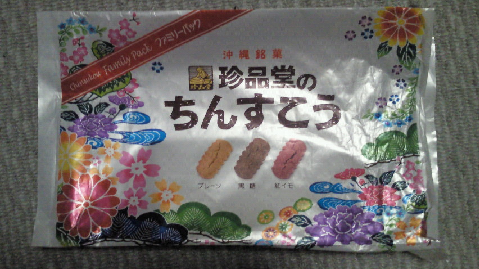 Chinsukou Family Pack ファミリーパック
沖縄銘菓
珍品堂の
ちんすこう
プレーン 黒糖 紅イモ